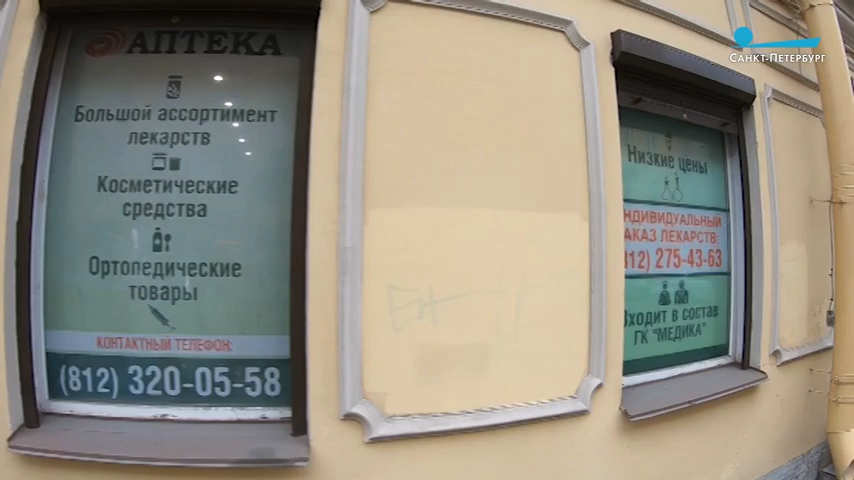 АПТЕКА
Большой ассортимент
лекарств
Косметические
средства
Ортопедические
товары
КОНТАКТНЫЙ ТЕЛЕФОН:
(812) 320-05-58
Низкие цены
НДИВИДУАЛЬНЫЙ
АКАЗ ЛЕКАРСТВ:
812) 275-43-63
Входит в состав
ГК "МЕДИКА"
САНКТ-ПЕТЕРБУРГ